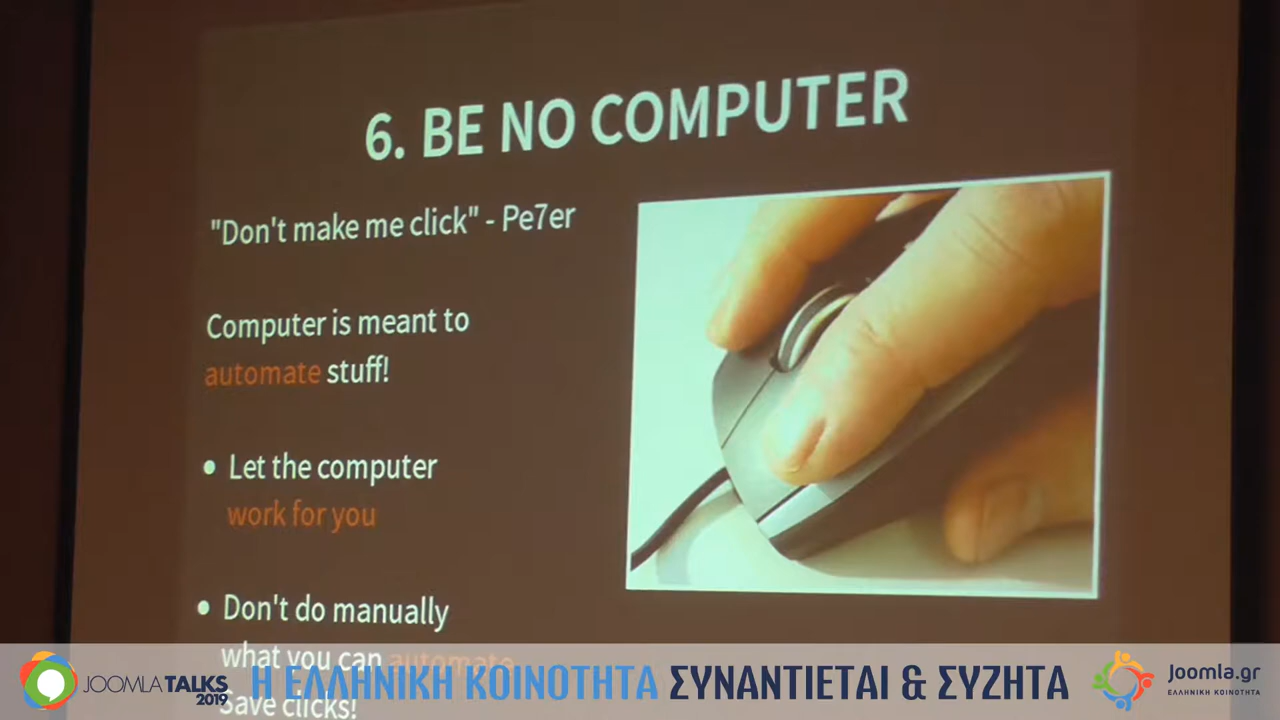 6. BE NO COMPUTER
"Don't make me click" - Pe7er
Computer is meant to
automate stuff!
• Let the computer
work for you
• Don't do manually
what you can automate
Save clicks!
JOOMLATALKS
2019
Η ΕΛΛΗΝΙΚΗ ΚΟΙΝΟΤΗΤΑ ΣΥΝΑΝΤΙΕΤΑΙ & ΣΥΖΗΤΑ
Joomla.gr
ΕΛΛΗΝΙΚΗ ΚΟΙΝΟΤΗΤΑ